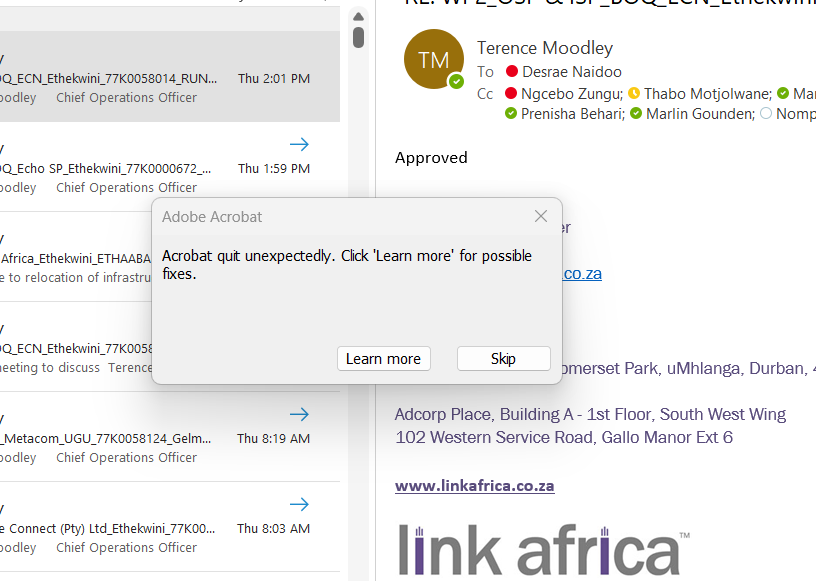 RE: WP2_OSP & ISP_BOQ_ECN_Ethekwini
TM
Terence Moodley
To Desrae Naidoo
Cc Ngcebo Zungu; Thabo Motjolwane; Mar
Prenisha Behari; Marlin Gounden; Nomp
y
OQ_ECN_Ethekwini_77K0058014_RUN... Thu 2:01 PM
oodley Chief Operations Officer
y
OQ_Echo SP_Ethekwini_77K0000672_... Thu 1:59 PM
oodley Chief Operations Officer
y
Africa_Ethekwini_ETHAABA
e to relocation of infrastru
y
OQ_ECN_Ethekwini_77K0058
neeting to discuss Terence
y
_Metacom_UGU_77K0058124_Gelm... Thu 8:19 AM
oodley Chief Operations Officer
y
e Connect (Pty) Ltd_Ethekwini_77K00... Thu 8:03 AM
oodley Chief Operations Officer
Approved
Adobe Acrobat
Acrobat quit unexpectedly. Click 'Learn more' for possible
fixes.
Learn more Skip
er
.co.za
omerset Park, uMhlanga, Durban, 4
Adcorp Place, Building A - 1st Floor, South West Wing
102 Western Service Road, Gallo Manor Ext 6
www.linkafrica.co.za
link africa™